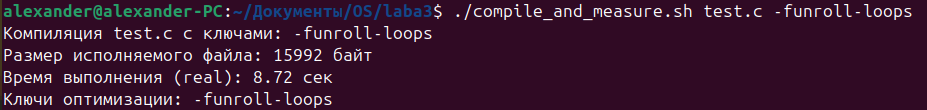 alexander@alexander-PC:~/Документы/OS/laba3$ ./compile_and_measure.sh test.c -funroll-loops
Компиляция test.c с ключами: -funroll-loops
Размер исполняемого файла: 15992 байт
Время выполнения (real): 8.72 сек
Ключи оптимизации: -funroll-loops